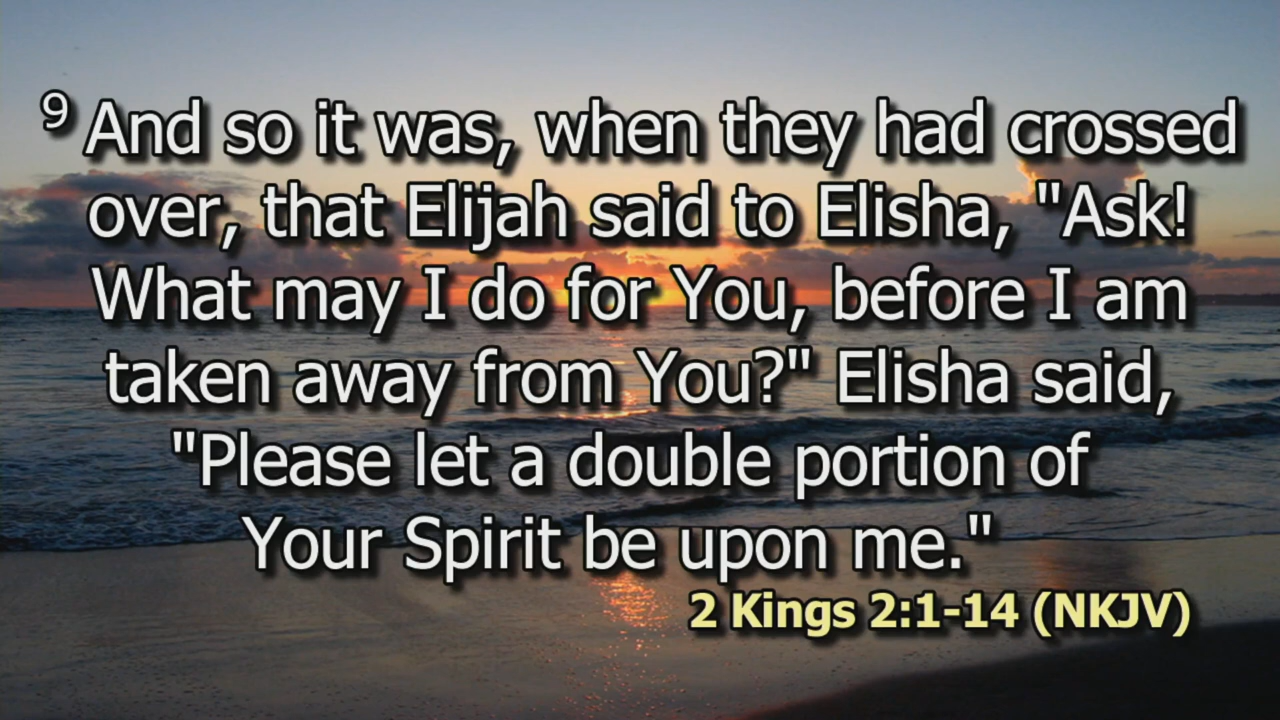 9 And so it was, when they had crossed
over, that Elijah said to Elisha, "Ask!
What may I do for You, before I am
taken away from You?" Elisha said,
"Please let a double portion of
Your Spirit be upon me."
2 Kings 2:1-14 (NKJV)